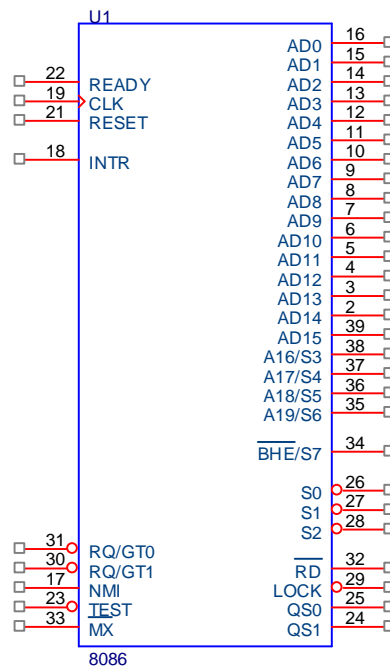 U1
22 READY
19 CLK
21 RESET
18 INTR
31 RQ/GT0
30 RQ/GT1
17 NMI
23 TEST
33 MX
AD0 16
AD1 15
AD2 14
AD3 13
AD4 12
AD5 11
AD6 10
AD7 9
AD8 8
AD9 7
AD10 6
AD11 5
AD12 4
AD13 3
AD14 2
AD15 39
A16/S3 38
A17/S4 37
A18/S5 36
A19/S6 35
BHE/S7 34
S0 26
S1 27
S2 28
RD 32
LOCK 29
QS0 25
QS1 24
8086